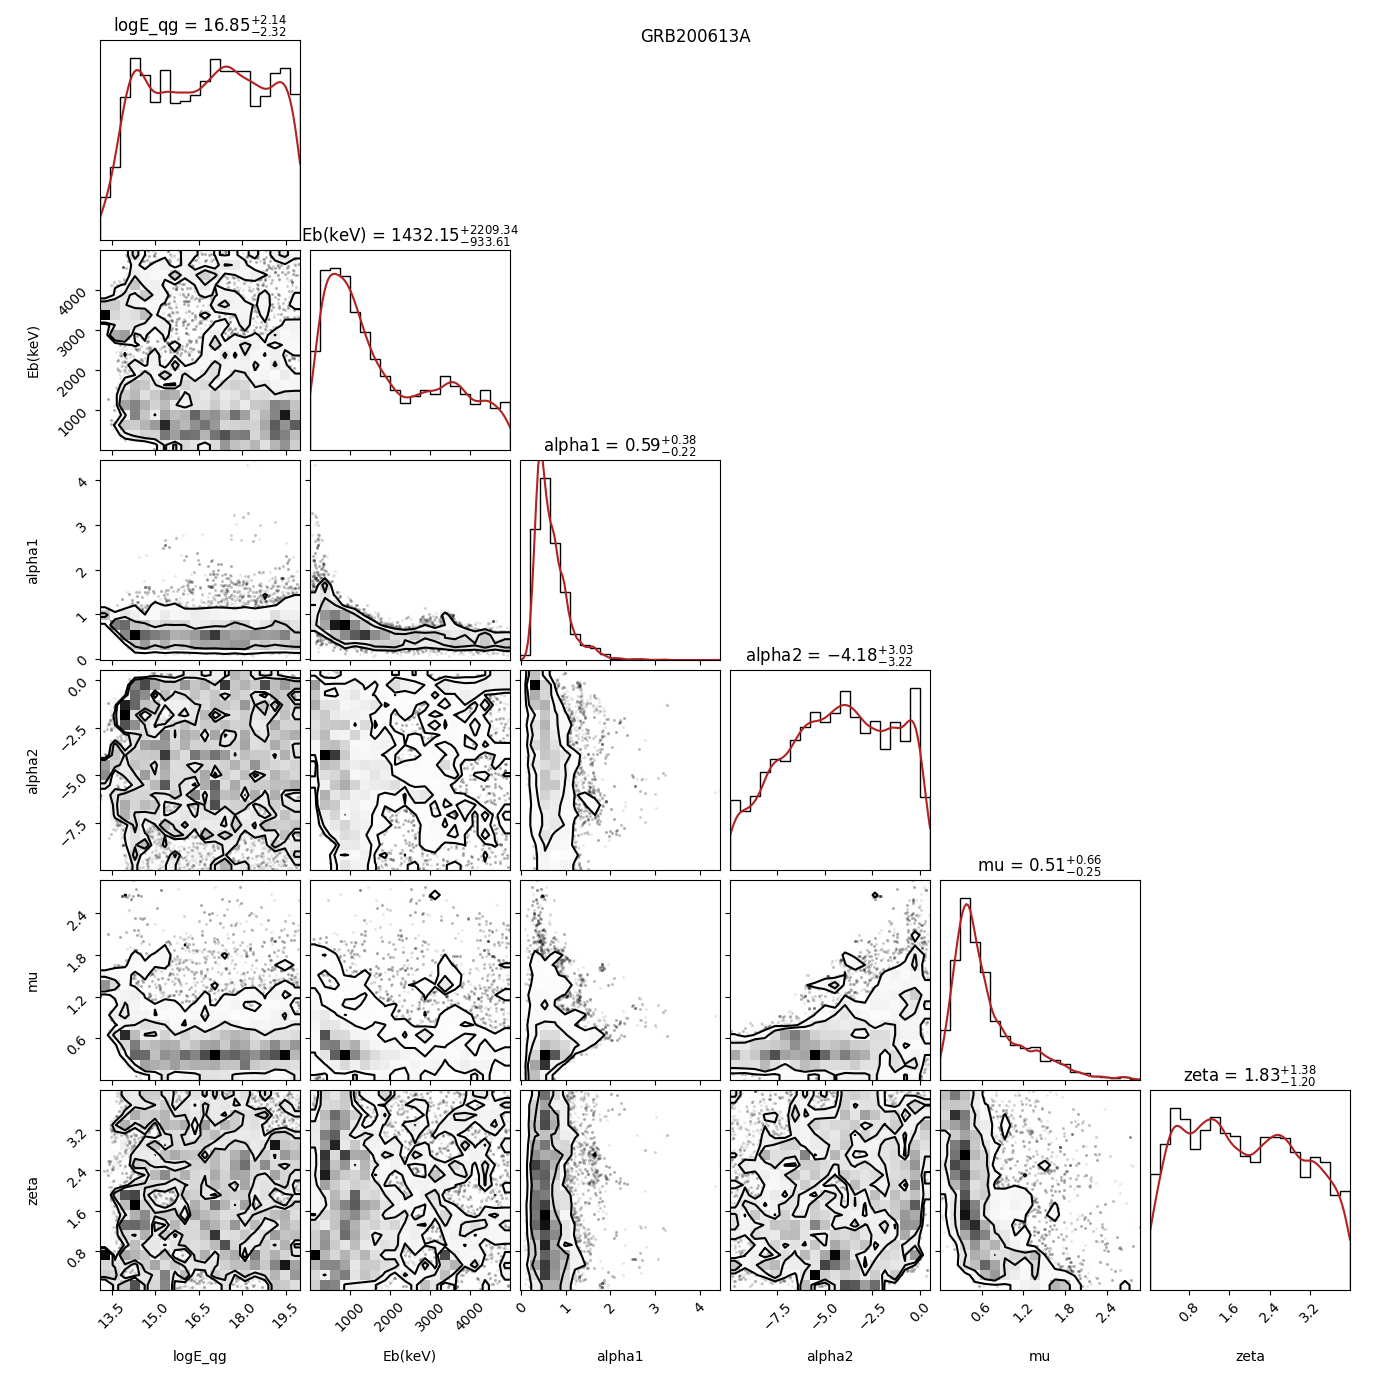 GRB200613A
logE_qg = 16.85+2.14−2.32
Eb(keV) = 1432.15+2209.34−933.61
4000
3000
2000
1000
Eb(keV)
alpha1 = 0.59+0.38−0.22
4
3
2
1
0
alpha1
alpha2 = −4.18+3.03−3.22
0.0
−2.5
−5.0
−7.5
alpha2
mu = 0.51+0.66−0.25
2.4
1.8
1.2
0.6
mu
zeta = 1.83+1.38−1.20
3.2
2.4
1.6
0.8
zeta
13.5 15.0 16.5 18.0 19.5
1000 2000 3000 4000
0 1 2 3 4
−7.5 −5.0 −2.5 0.0
0.6 1.2 1.8 2.4
0.8 1.6 2.4 3.2
logE_qg Eb(keV) alpha1 alpha2 mu zeta